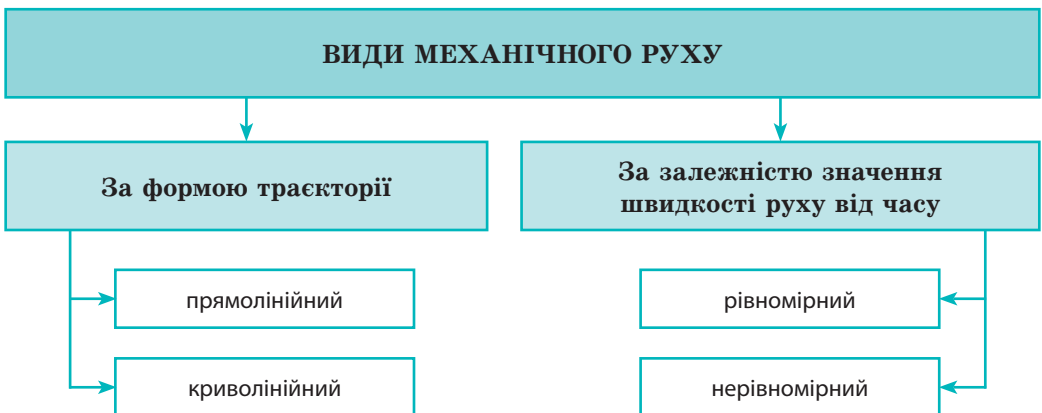 ВИДИ МЕХАНІЧНОГО РУХУ
За формою траєкторії
прямолінійний
криволінійний
За залежністю значення
швидкості руху від часу
рівномірний
нерівномірний